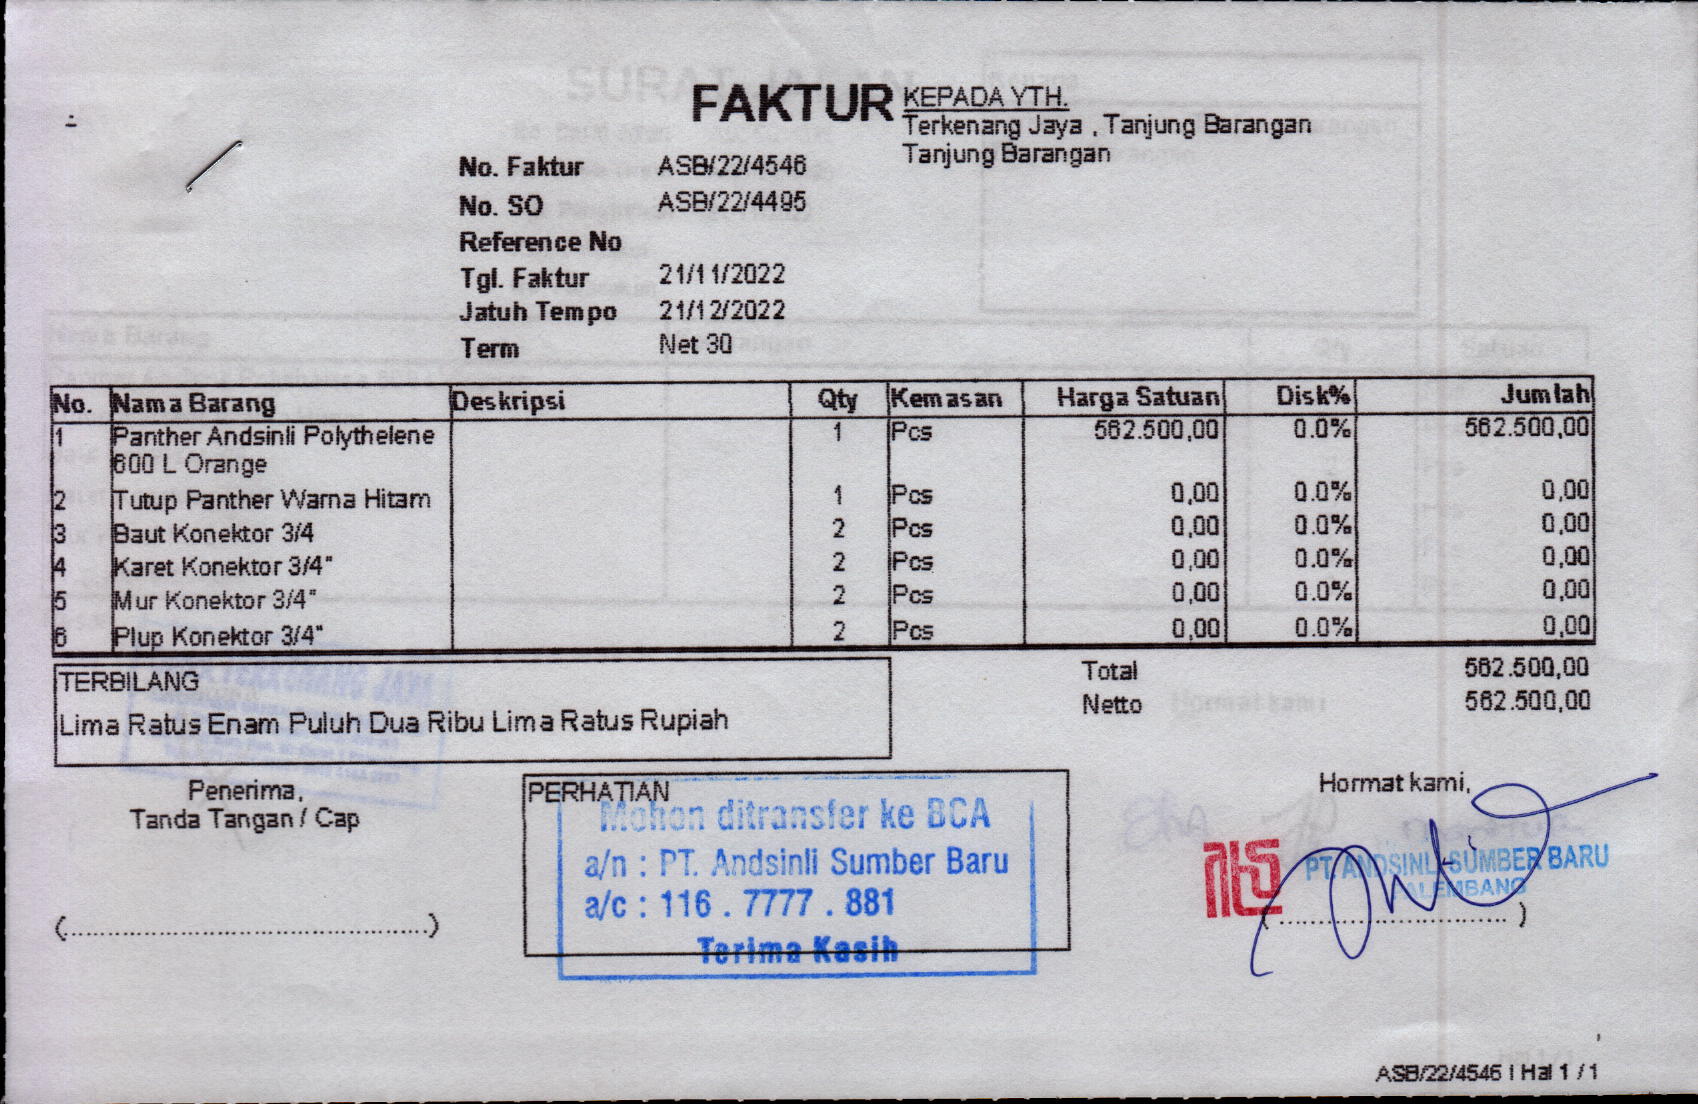 FAKTUR
KEPADA YTH.
Terkenang Jaya , Tanjung Barangan
Tanjung Barangan
No. Faktur ASB/22/4546
No. SO ASB/22/4495
Reference No
Tgl. Faktur 21/11/2022
Jatuh Tempo 21/12/2022
Term Net 30
No. Nama Barang Deskripsi Qty Kemasan Harga Satuan Disk% Jumlah
1 Panther Andsinli Polythelene 1 Pcs 562.500,00 0.0% 562.500,00
600 L Orange
2 Tutup Panther Warna Hitam 1 Pcs 0,00 0.0% 0,00
3 Baut Konektor 3/4 2 Pcs 0,00 0.0% 0,00
4 Karet Konektor 3/4" 2 Pcs 0,00 0.0% 0,00
5 Mur Konektor 3/4" 2 Pcs 0,00 0.0% 0,00
6 Plup Konektor 3/4" 2 Pcs 0,00 0.0% 0,00
Total 562.500,00
Netto 562.500,00
TERBILANG
Lima Ratus Enam Puluh Dua Ribu Lima Ratus Rupiah
Penerima,
Tanda Tangan / Cap
(..........................................)
PERHATIAN
Mohon ditransfer ke BCA
a/n : PT. Andsinli Sumber Baru
a/c : 116 . 7777 . 881
Terima Kasih
Hormat kami,
PT. ANDSINLI SUMBER BARU
PALEMBANG
(..........................................)
ASB/22/4546 | Hal 1 / 1